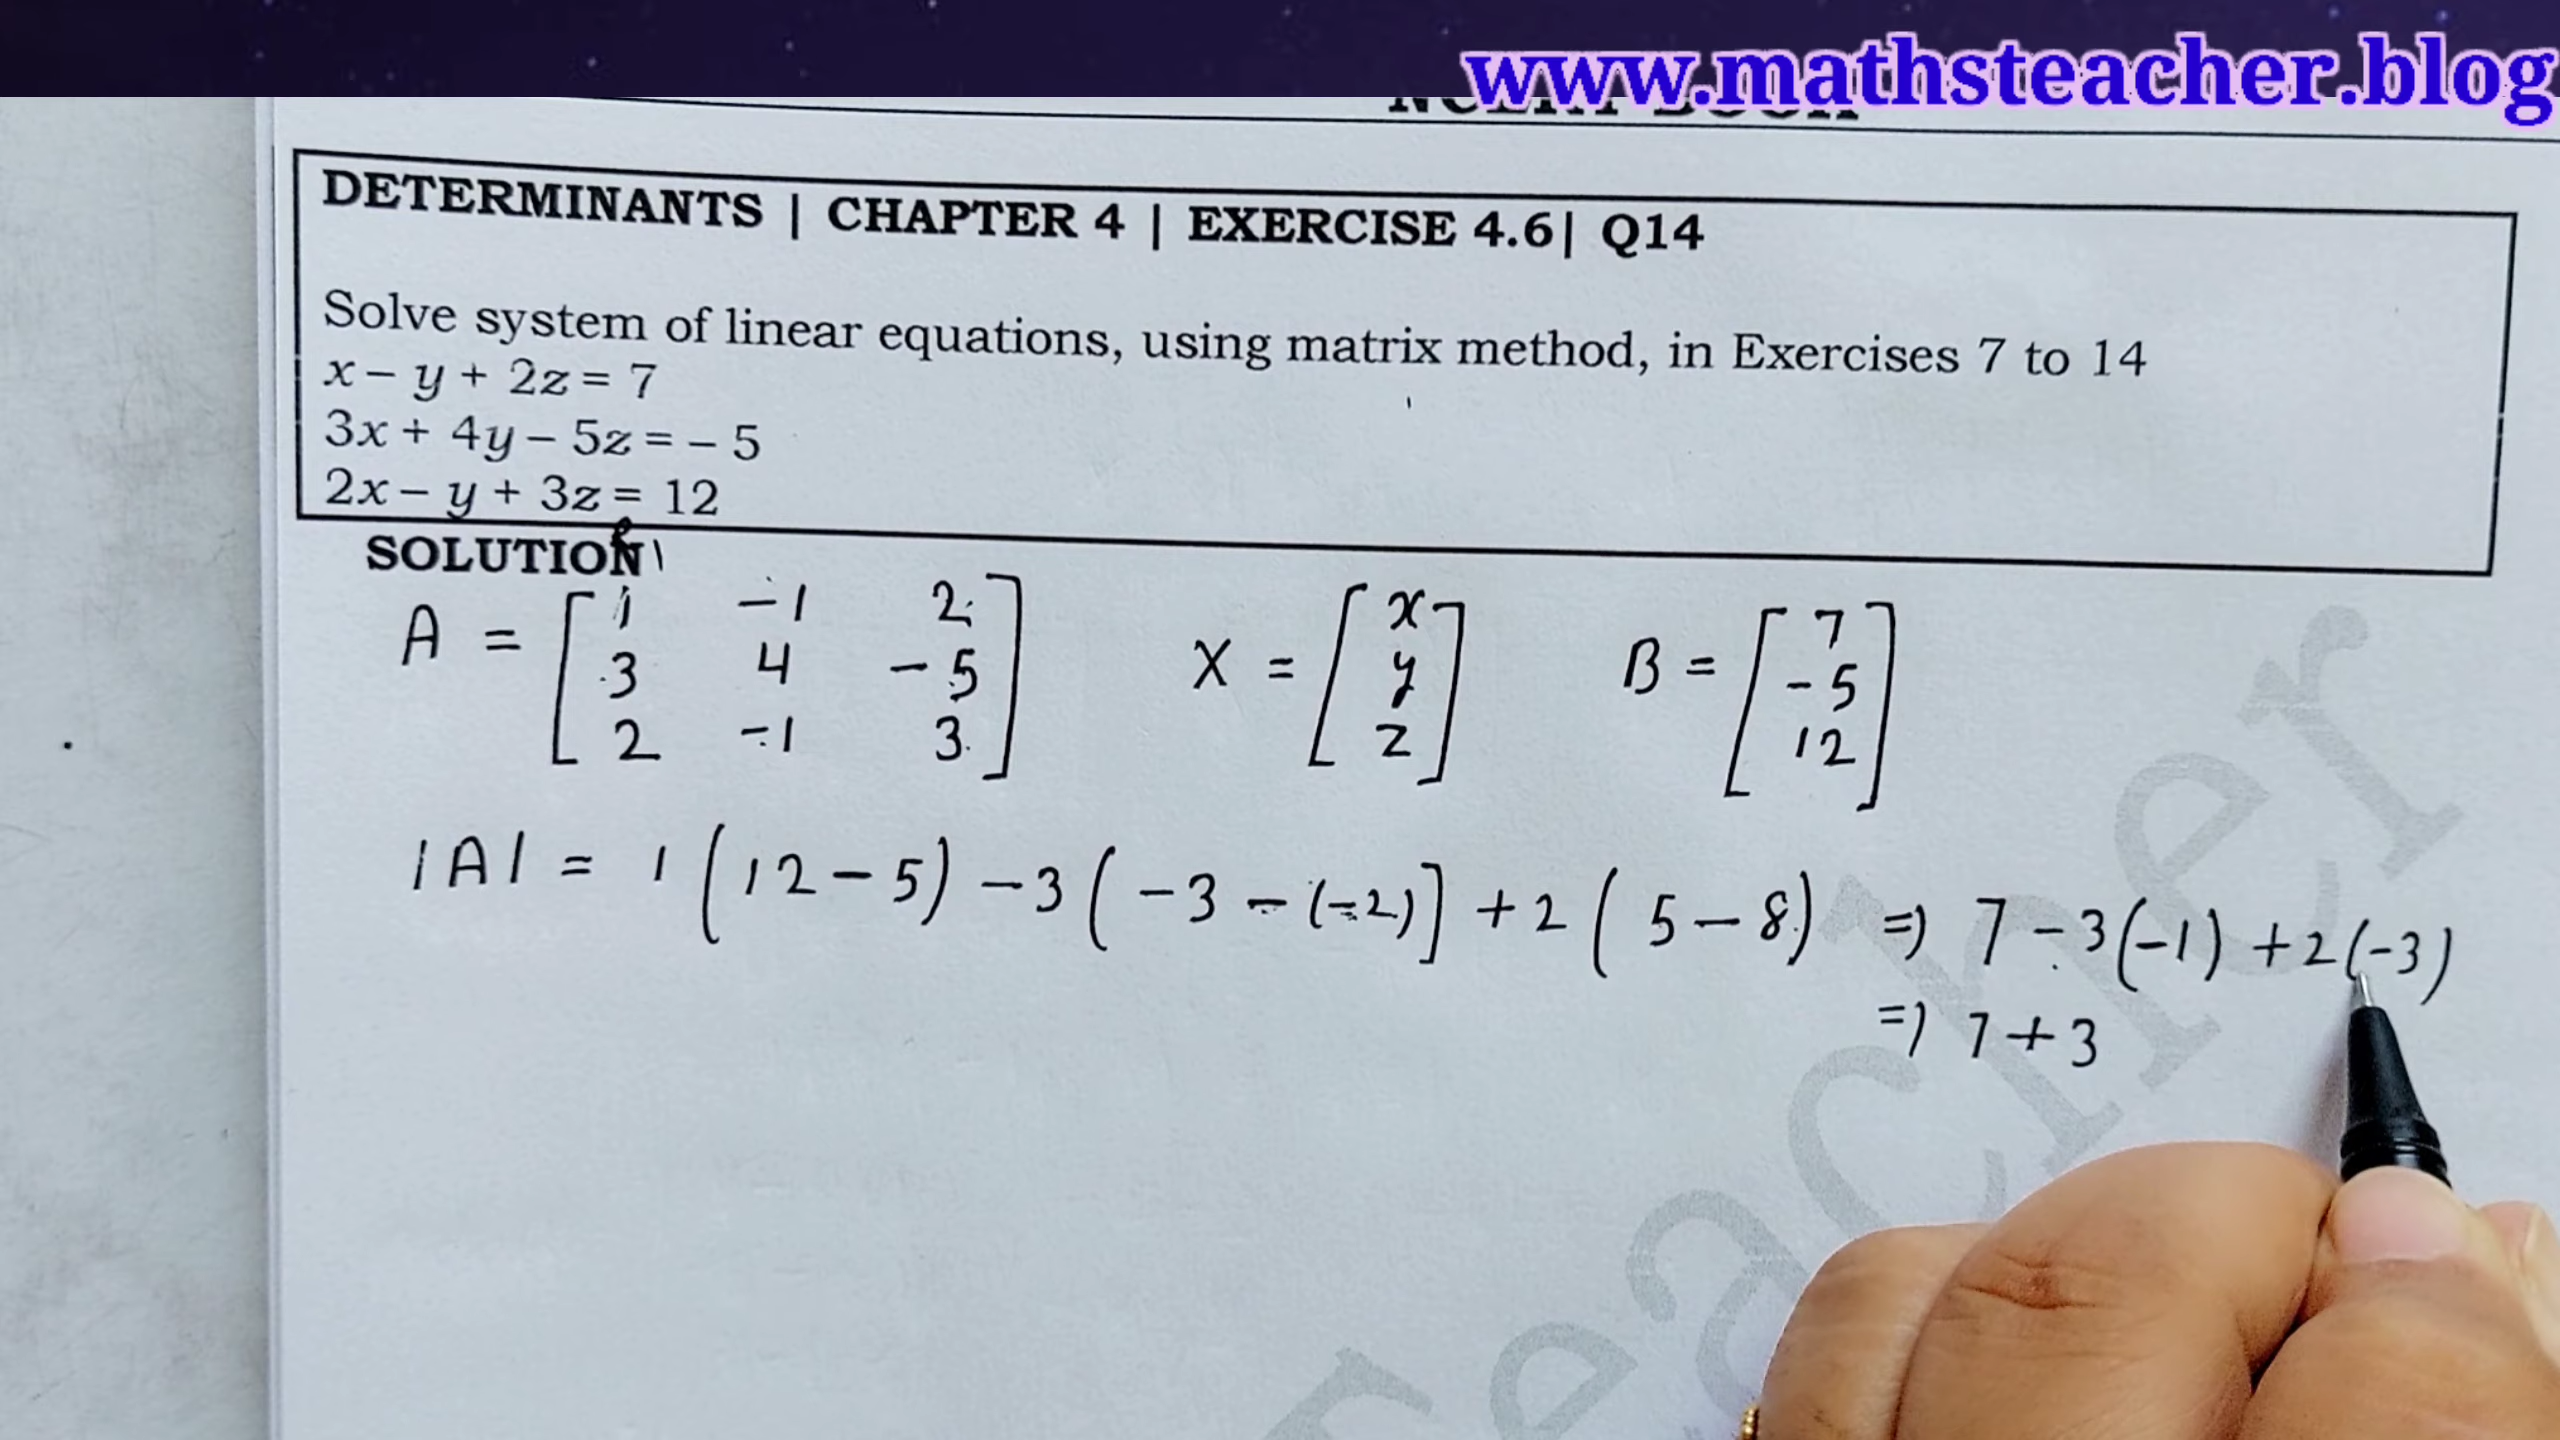 www.mathsteacher.blog
DETERMINANTS | CHAPTER 4 | EXERCISE 4.6| Q14
Solve system of linear equations, using matrix method, in Exercises 7 to 14
x – y + 2z = 7
3x + 4y – 5z = – 5
2x – y + 3z = 12
SOLUTION
A = [1 -1 2
3 4 -5
2 -1 3] X = [x
y
z] B = [7
-5
12]
|A| = 1(12-5) -3(-3-(-2)] +2(5-8) => 7-3(-1)+2(-3)
=> 7+3
teacher